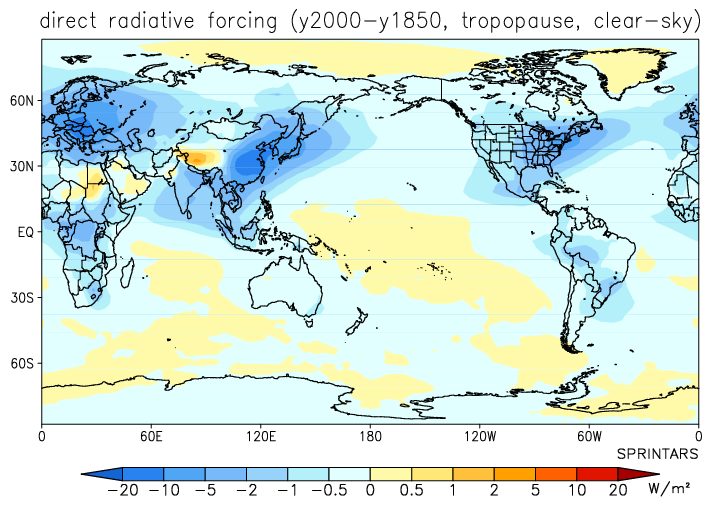 direct radiative forcing (y2000−y1850, tropopause, clear−sky)
60N
30N
EQ
30S
60S
0 60E 120E 180 120W 60W 0
SPRINTARS
−20 −10 −5 −2 −1 −0.5 0 0.5 1 2 5 10 20 W/m²